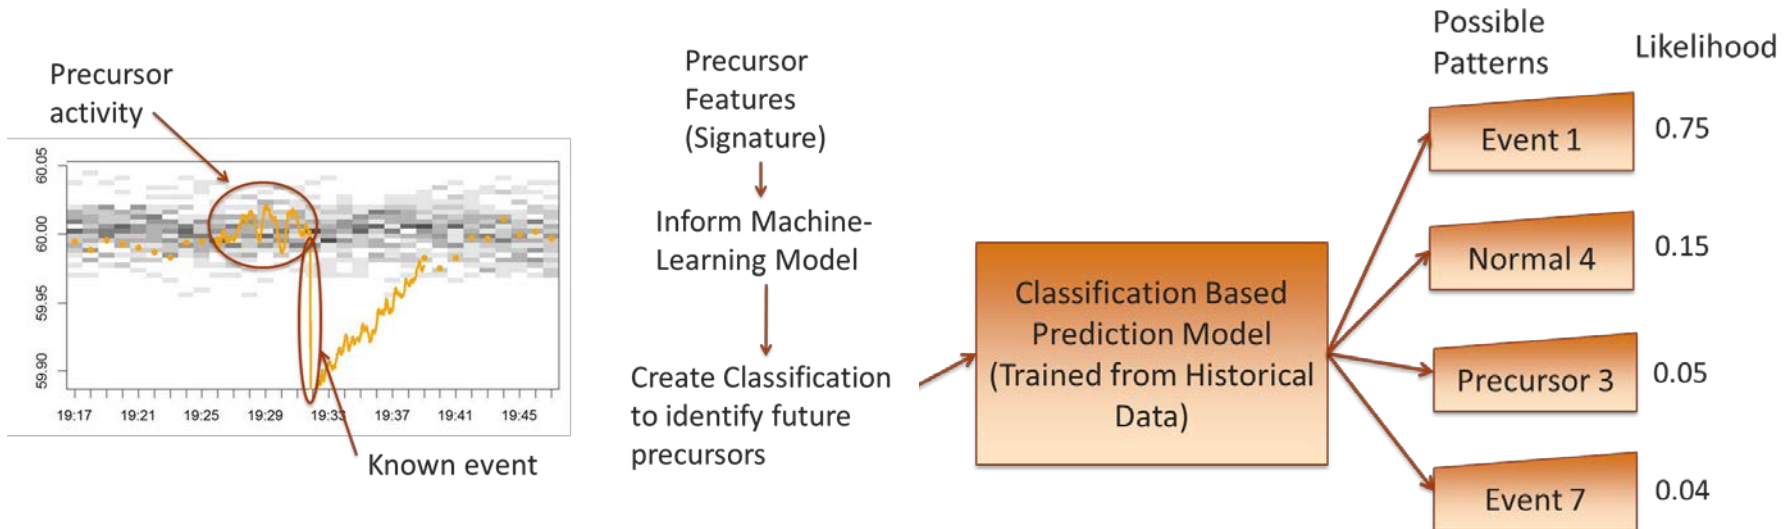 Precursor
activity
60.05
60.00
59.95
59.90
19:17
19:21
19:25
19:29
19:33
19:37
19:41
19:45
Known event
Precursor
Features
(Signature)
Inform Machine-
Learning Model
Create Classification
to identify future
precursors
Classification Based
Prediction Model
(Trained from Historical
Data)
Possible
Patterns
Likelihood
Event 1
0.75
Normal 4
0.15
Precursor 3
0.05
Event 7
0.04